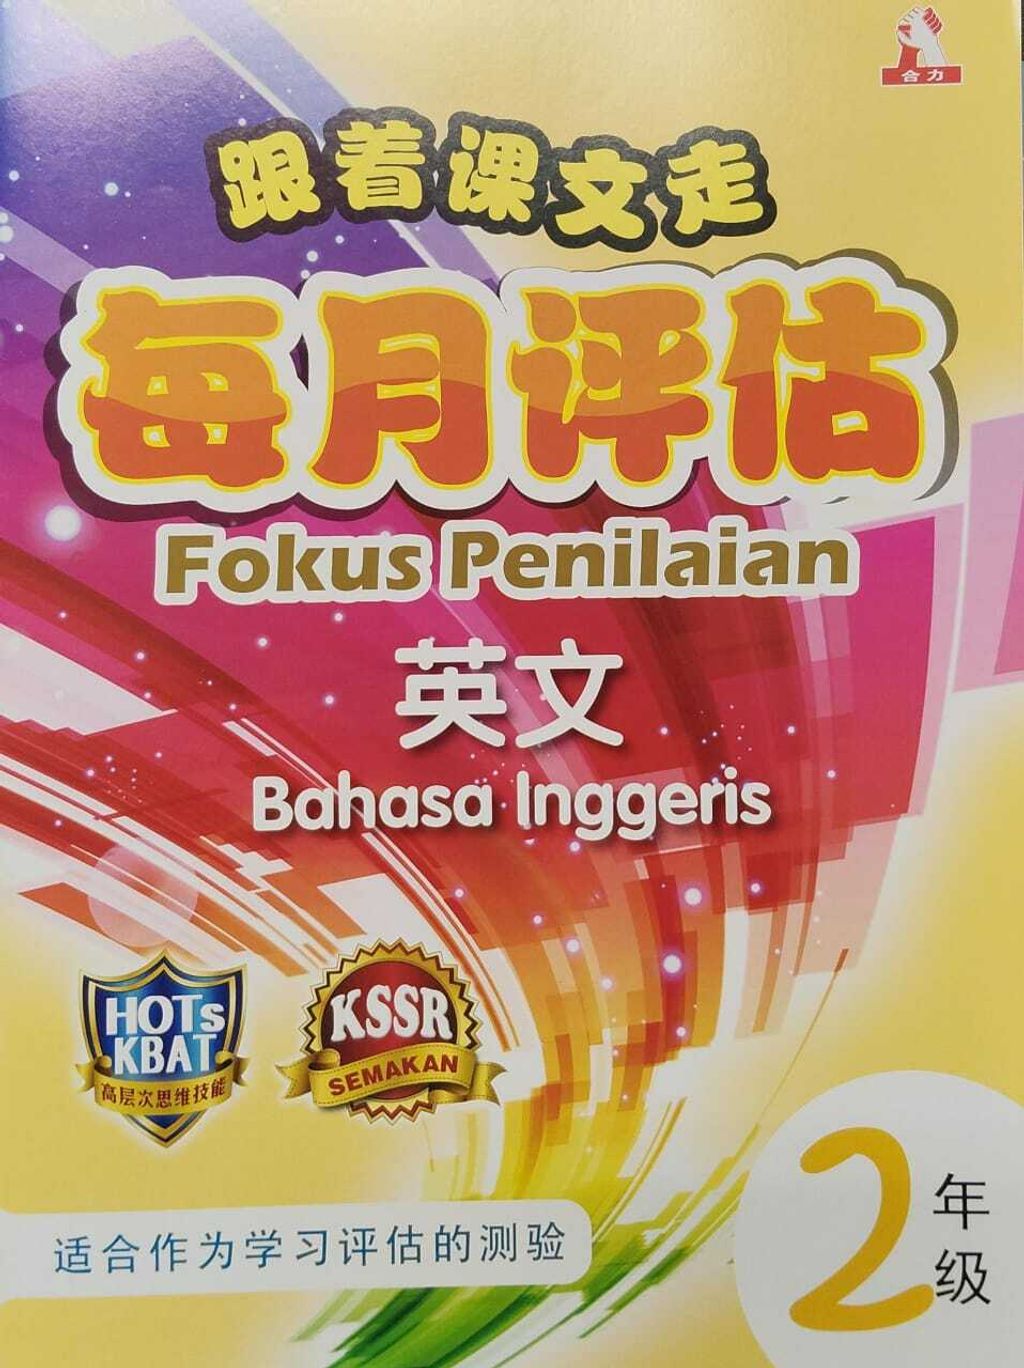 合力
跟着课文走
每月评估
Fokus Penilaian
英文
Bahasa Inggeris
HOTs
KBAT
高层次思维技能
KSSR
SEMAKAN
2年级
适合作为学习评估的测验